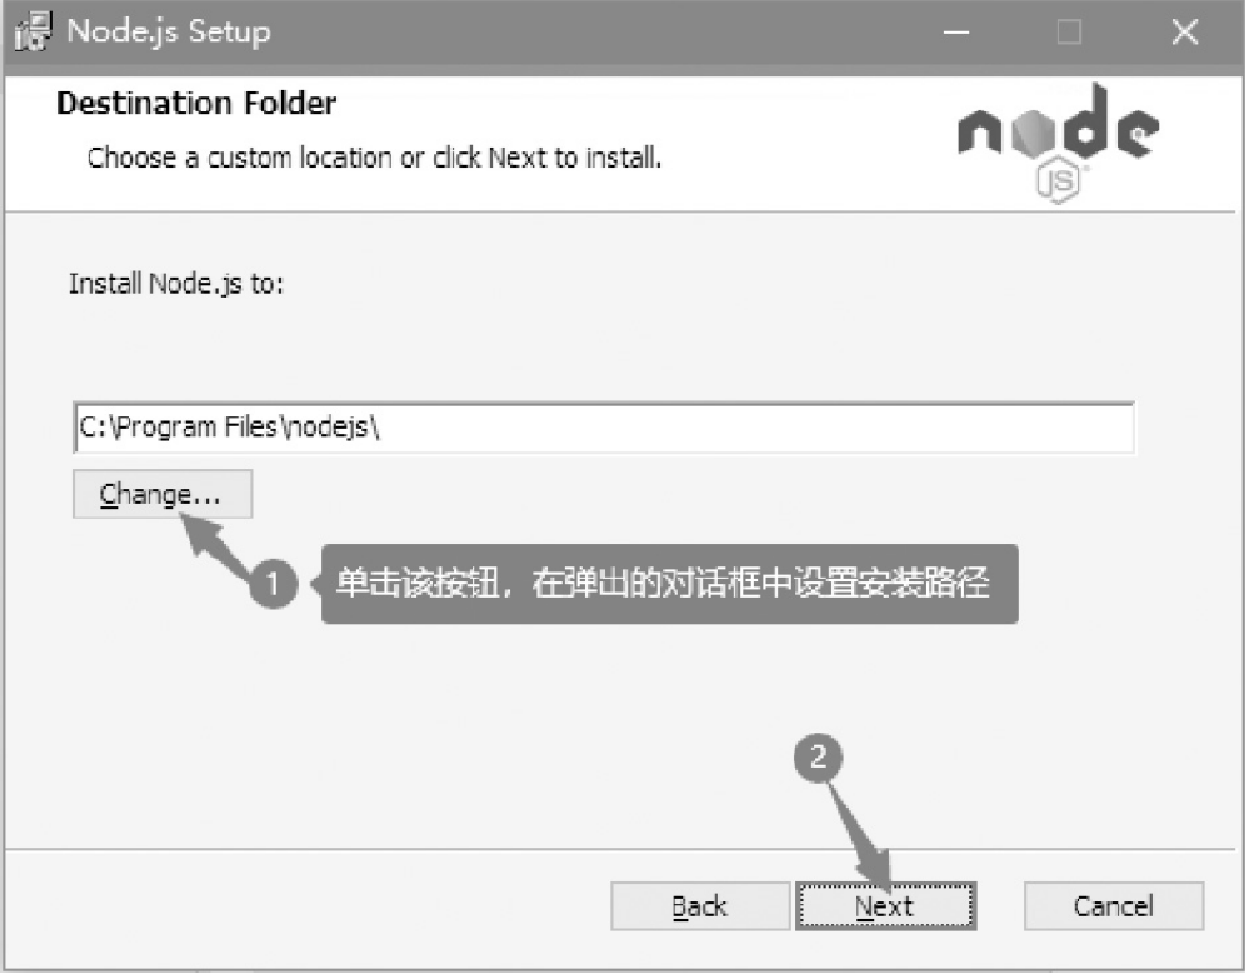 Node.js Setup
Destination Folder
Choose a custom location or click Next to install.
node
JS
Install Node.js to:
C:\Program Files\nodejs\
Change...
1
单击该按钮，在弹出的对话框中设置安装路径
2
Back
Next
Cancel